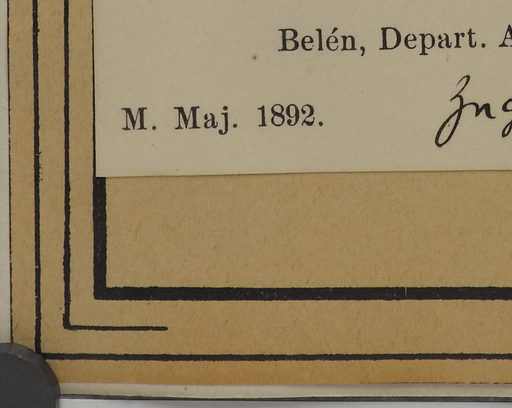 Belén, Depart.
M. Maj. 1892.